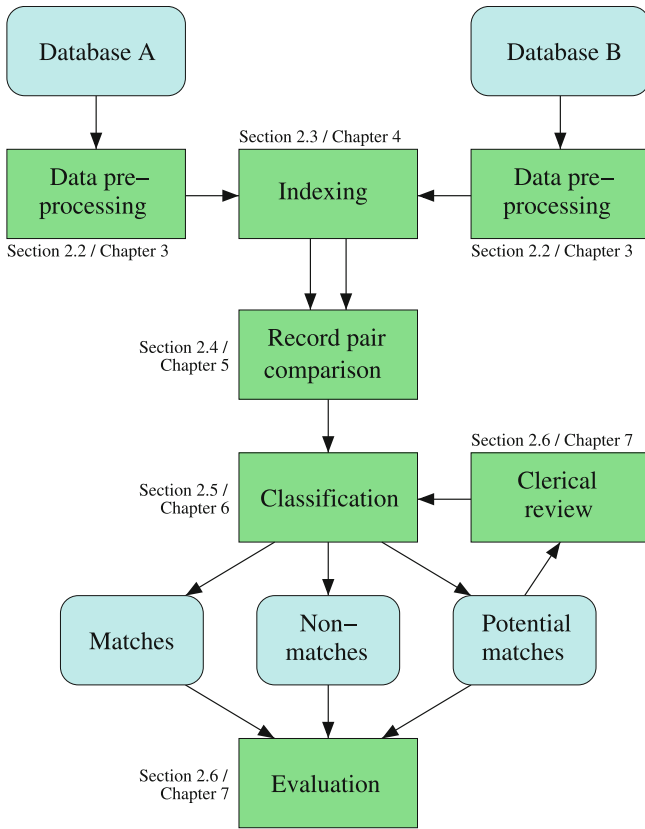 Database A
Database B
Section 2.3 / Chapter 4
Data pre−
processing
Indexing
Data pre−
processing
Section 2.2 / Chapter 3
Section 2.2 / Chapter 3
Section 2.4 /
Chapter 5
Record pair
comparison
Section 2.6 / Chapter 7
Section 2.5 /
Chapter 6
Classification
Clerical
review
Matches
Non−
matches
Potential
matches
Section 2.6 /
Chapter 7
Evaluation